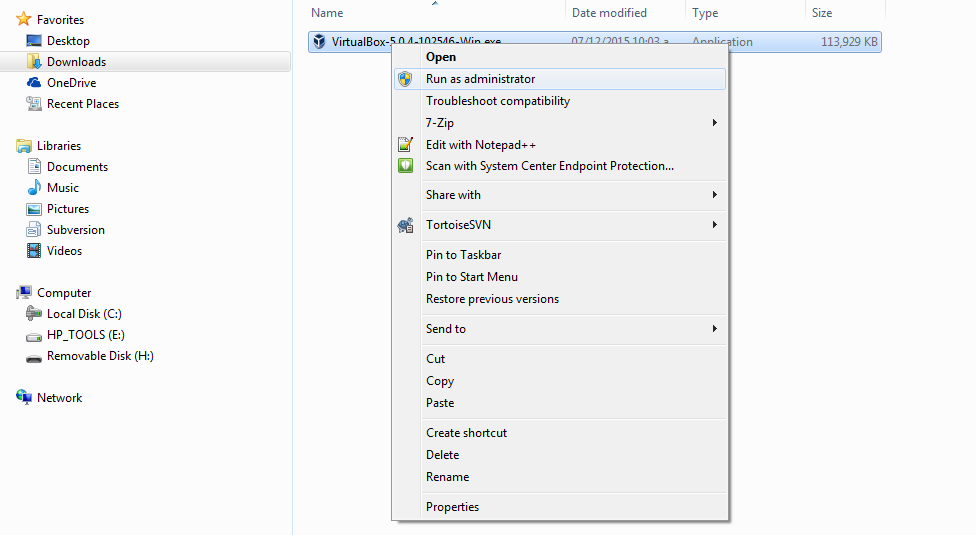 Favorites
Desktop
Downloads
OneDrive
Recent Places
Libraries
Documents
Music
Pictures
Subversion
Videos
Computer
Local Disk (C:)
HP_TOOLS (E:)
Removable Disk (H:)
Network
Name Date modified Type Size
VirtualBox-5.0.4-102546-Win.exe 07/12/2015 10:03 a Application 113,929 KB
Open
Run as administrator
Troubleshoot compatibility
7-Zip
Edit with Notepad++
Scan with System Center Endpoint Protection...
Share with
TortoiseSVN
Pin to Taskbar
Pin to Start Menu
Restore previous versions
Send to
Cut
Copy
Paste
Create shortcut
Delete
Rename
Properties